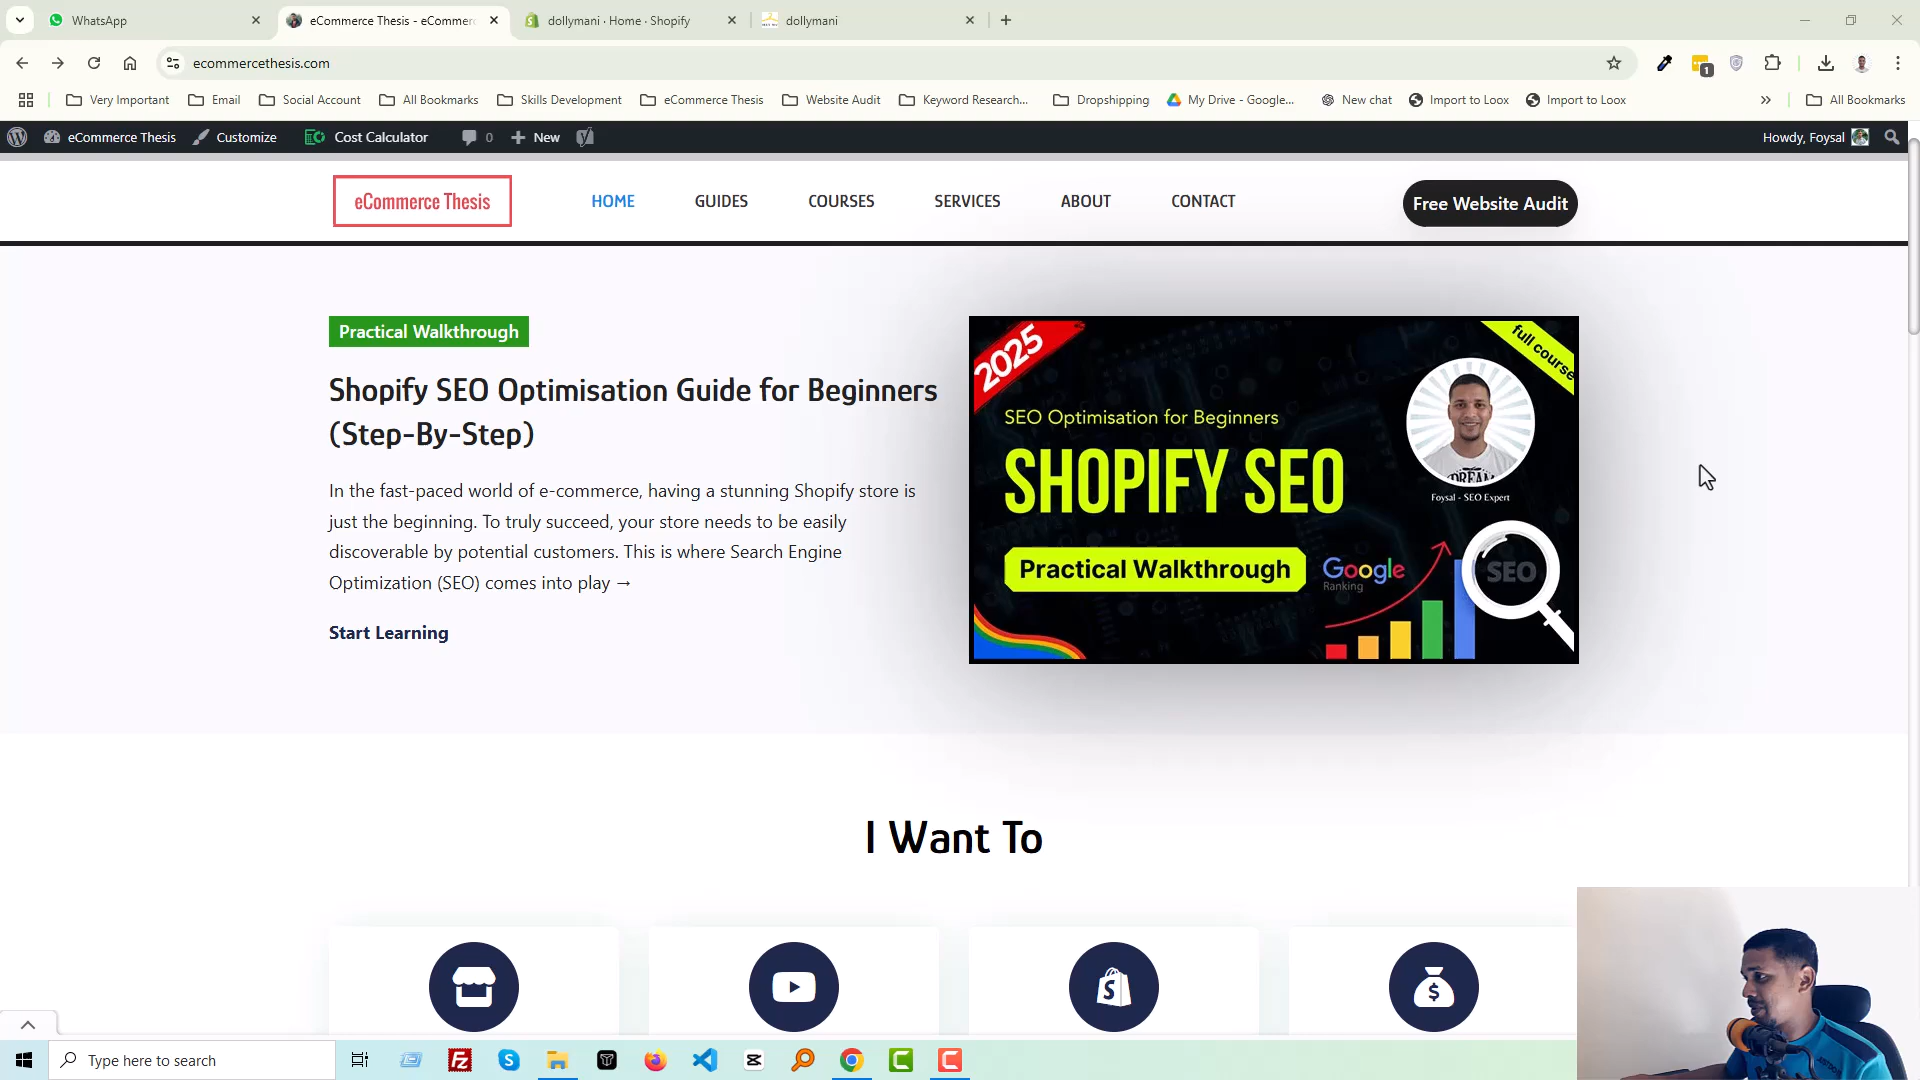 WhatsApp
eCommerce Thesis - eCommer
dollymani · Home · Shopify
dollymani
ecommercethesis.com
1
Very Important
Email
Social Account
All Bookmarks
Skills Development
eCommerce Thesis
Website Audit
Keyword Research...
Dropshipping
My Drive - Google...
New chat
Import to Loox
Import to Loox
All Bookmarks
eCommerce Thesis
Customize
Cost Calculator
0
New
Howdy, Foysal
eCommerce Thesis
HOME
GUIDES
COURSES
SERVICES
ABOUT
CONTACT
Free Website Audit
Practical Walkthrough
Shopify SEO Optimisation Guide for Beginners
(Step-By-Step)
In the fast-paced world of e-commerce, having a stunning Shopify store is
just the beginning. To truly succeed, your store needs to be easily
discoverable by potential customers. This is where Search Engine
Optimization (SEO) comes into play →
Start Learning
2025
full course
SEO Optimisation for Beginners
SHOPIFY SEO
DREAM
Foysal - SEO Expert
Practical Walkthrough
Google
Ranking
SEO
I Want To
Type here to search